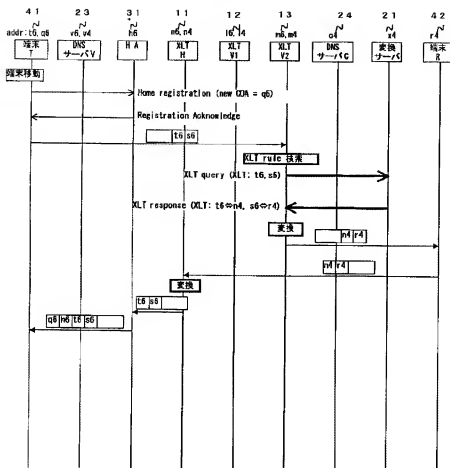 41 23 31 11 12 13 24 21 42
addr:t6, q6 v6, v4 h6 m6, n4 l6, l4 m6, m4 o4 x4 r4
端末 T DNS サーバV HA XLT H XLT V1 XLT V2 DNS サーバG 変換 サーバ 端末 R
端末移動
Home registration (new COA = q6)
Registration Acknowledge
t6 s6
XLT rule 検索
XLT query (XLT: t6, s6)
XLT response (XLT: t6⇔n4, s6⇔r4)
変換
n4 r4
n4 r4
変換
t6 s6
q6 h6 t6 s6